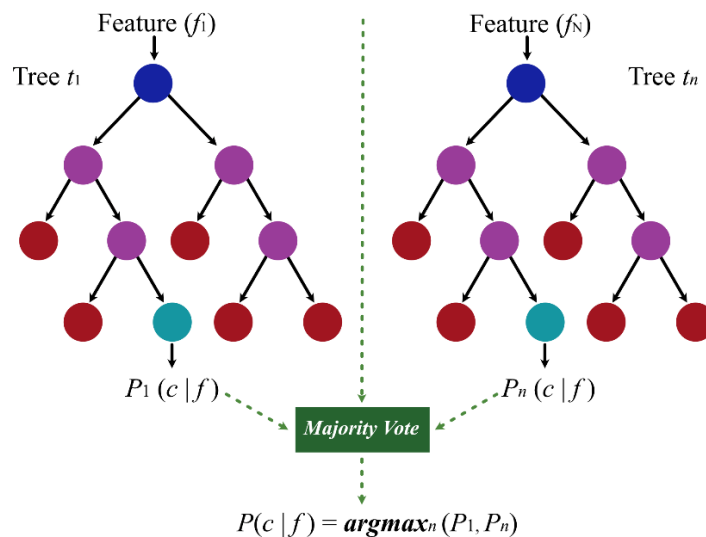 Feature (f₁)
Feature (fN)
Tree t₁
Tree tₙ
P₁ (c | f)
Pₙ (c | f)
Majority Vote
P(c | f) = argmaxₙ (P₁, Pₙ)